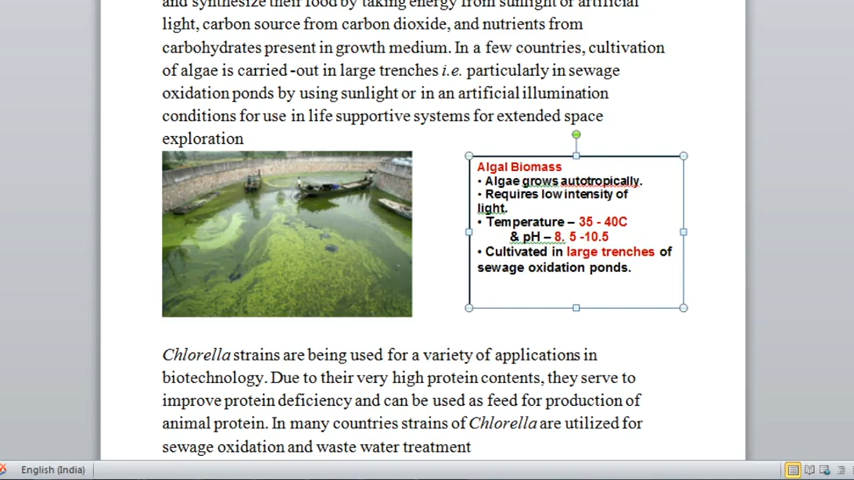 and synthesize their food by taking energy from sunlight or artificial
light, carbon source from carbon dioxide, and nutrients from
carbohydrates present in growth medium. In a few countries, cultivation
of algae is carried -out in large trenches i.e. particularly in sewage
oxidation ponds by using sunlight or in an artificial illumination
conditions for use in life supportive systems for extended space
exploration
Algal Biomass
• Algae grows autotropically.
• Requires low intensity of
light.
• Temperature – 35 - 40C
& pH – 8. 5 -10.5
• Cultivated in large trenches of
sewage oxidation ponds.
Chlorella strains are being used for a variety of applications in
biotechnology. Due to their very high protein contents, they serve to
improve protein deficiency and can be used as feed for production of
animal protein. In many countries strains of Chlorella are utilized for
sewage oxidation and waste water treatment
English (India)